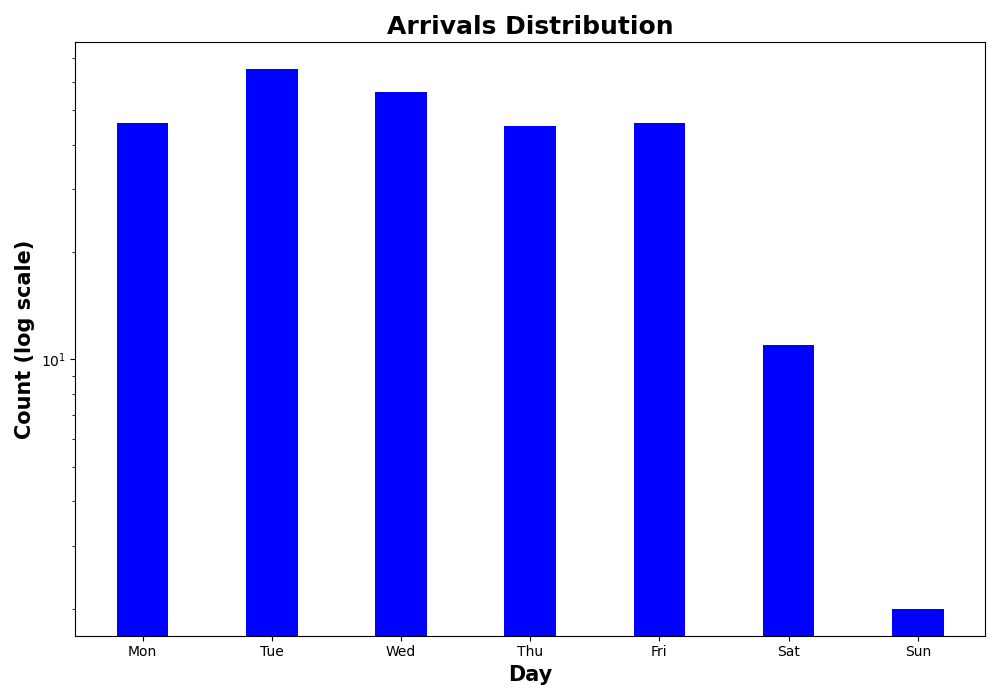 Arrivals Distribution
Count (log scale)
10¹
Mon Tue Wed Thu Fri Sat Sun
Day